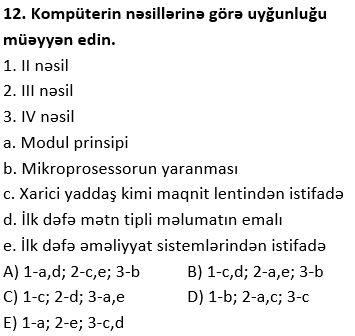 12. Kompüterin nəsillərinə görə uyğunluğu
müəyyən edin.
1. II nəsil
2. III nəsil
3. IV nəsil
a. Modul prinsipi
b. Mikroprosessorun yaranması
c. Xarici yaddaş kimi maqnit lentindən istifadə
d. İlk dəfə mətn tipli məlumatın emalı
e. İlk dəfə əməliyyat sistemlərindən istifadə
A) 1-a,d; 2-c,e; 3-b B) 1-c,d; 2-a,e; 3-b
C) 1-c; 2-d; 3-a,e D) 1-b; 2-a,c; 3-c
E) 1-a; 2-e; 3-c,d